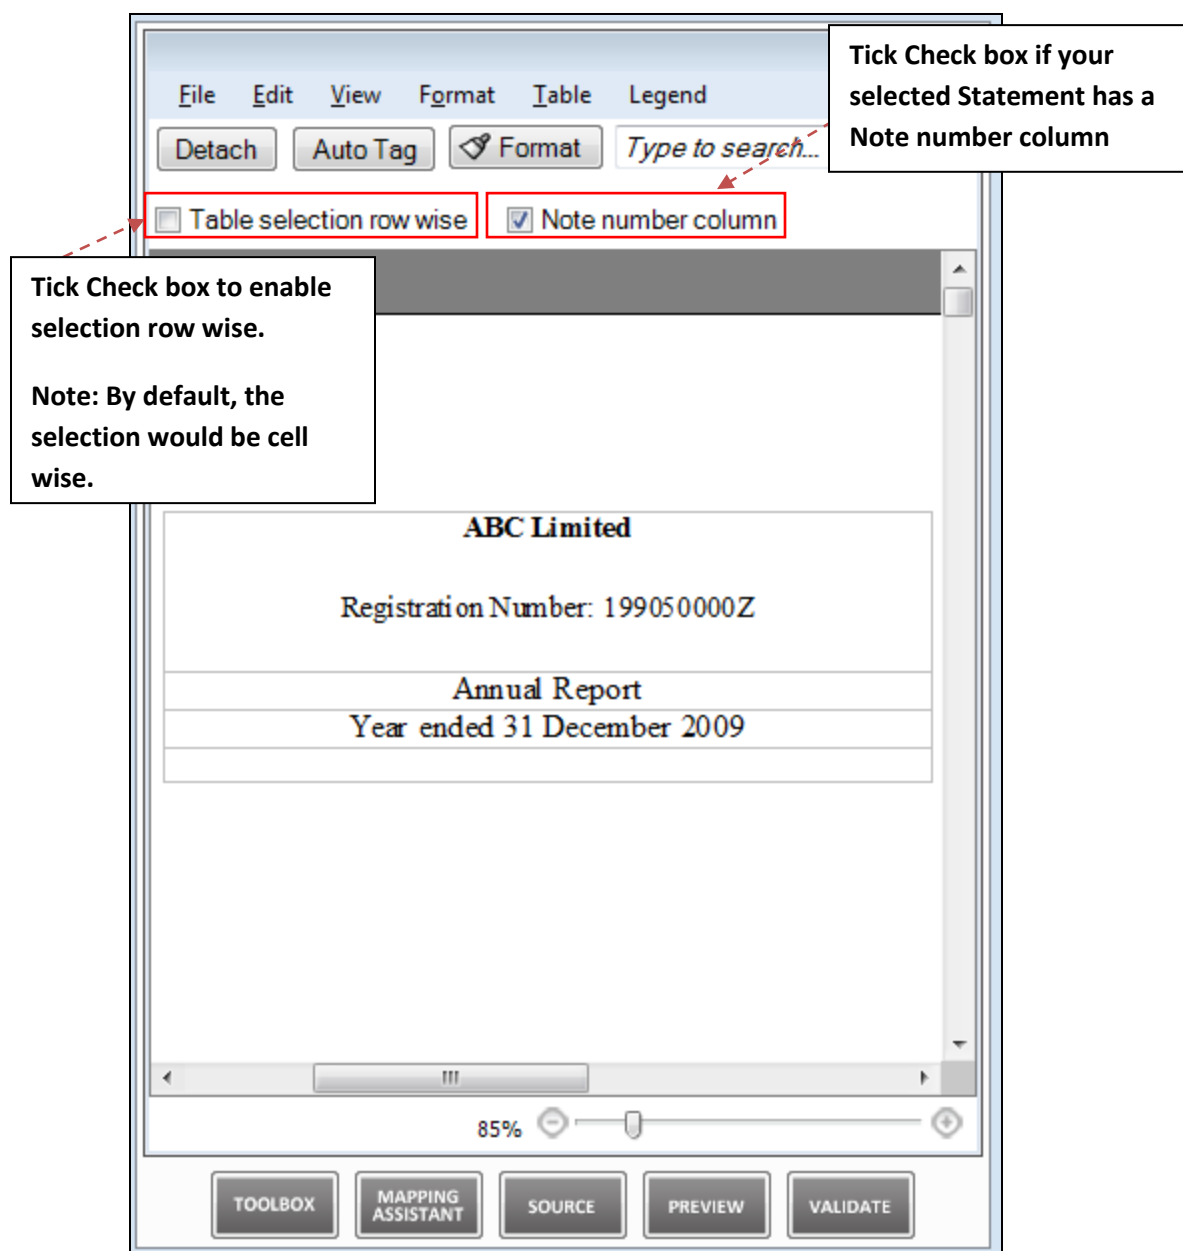 Tick Check box if your
selected Statement has a
Note number column
File Edit View Format Table Legend
Detach Auto Tag Format Type to search...
Table selection row wise Note number column
Tick Check box to enable
selection row wise.
Note: By default, the
selection would be cell
wise.
ABC Limited
Registration Number: 199050000Z
Annual Report
Year ended 31 December 2009
85%
TOOLBOX MAPPING ASSISTANT SOURCE PREVIEW VALIDATE